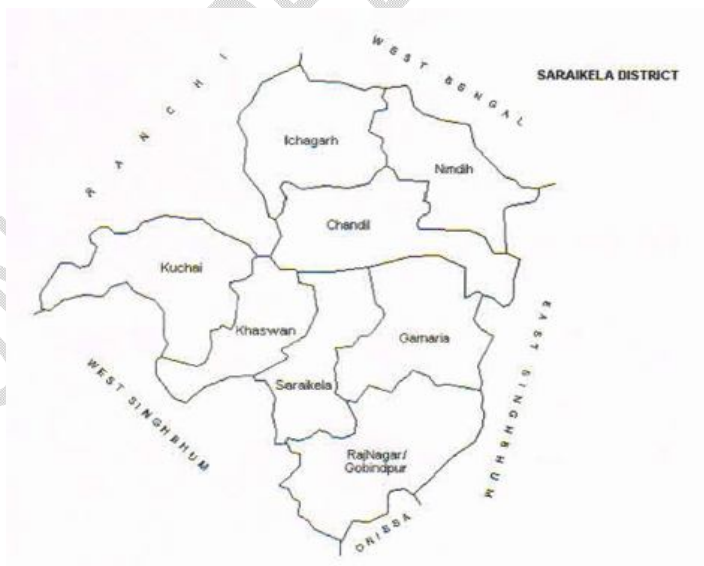 WEST BENGAL
SARAIKELA DISTRICT
RANCHI
Ichagarh
Nimdih
Chandil
Kuchai
Khaswan
Gamaria
EAST SINGHBHUM
WEST SINGHBHUM
Saraikela
RajNagar/
Gobindpur
ORISSA